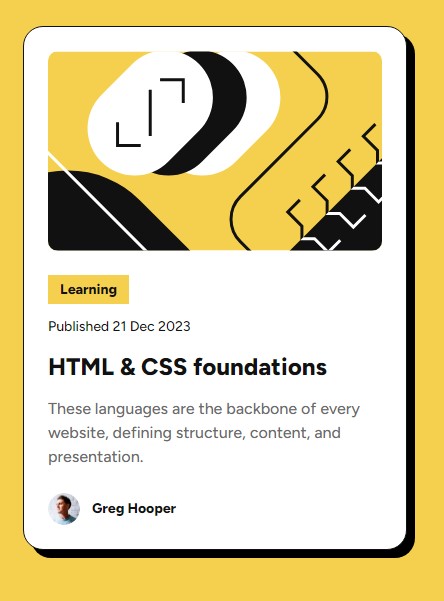 Learning
Published 21 Dec 2023
HTML & CSS foundations
These languages are the backbone of every
website, defining structure, content, and
presentation.
Greg Hooper